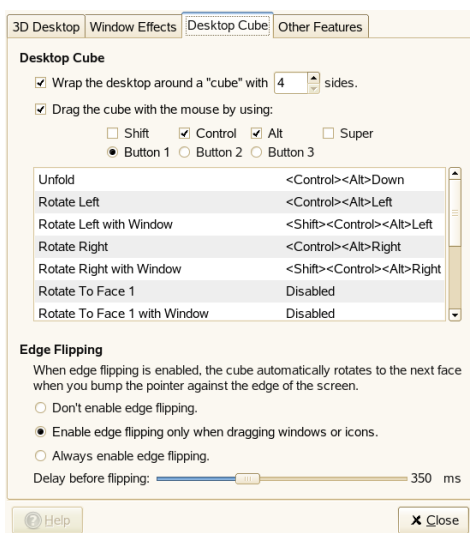 3D Desktop Window Effects Desktop Cube Other Features
Desktop Cube
Wrap the desktop around a "cube" with 4 sides.
Drag the cube with the mouse by using:
Shift Control Alt Super
Button 1 Button 2 Button 3
Unfold <Control><Alt>Down
Rotate Left <Control><Alt>Left
Rotate Left with Window <Shift><Control><Alt>Left
Rotate Right <Control><Alt>Right
Rotate Right with Window <Shift><Control><Alt>Right
Rotate To Face 1 Disabled
Rotate To Face 1 with Window Disabled
Edge Flipping
When edge flipping is enabled, the cube automatically rotates to the next face
when you bump the pointer against the edge of the screen.
Don't enable edge flipping.
Enable edge flipping only when dragging windows or icons.
Always enable edge flipping.
Delay before flipping: 350 ms
Help Close